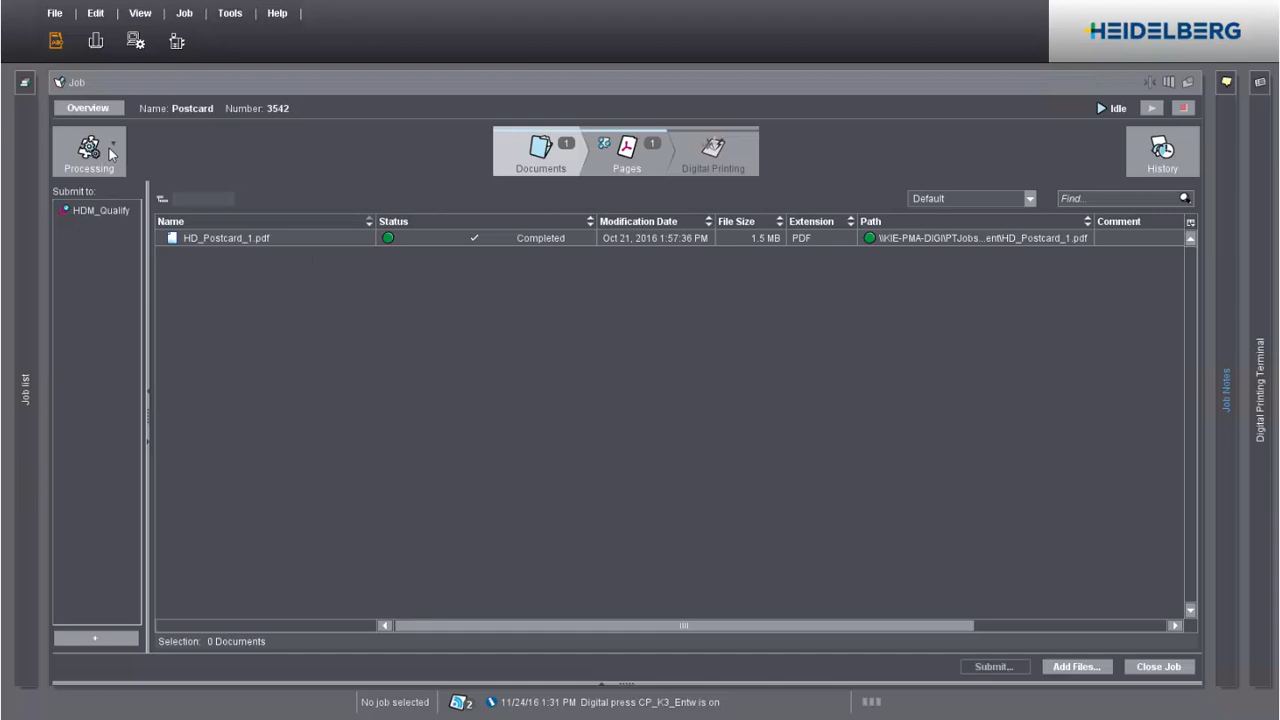 File | Edit | View | Job | Tools | Help |
HEIDELBERG
Job
Overview Name: Postcard Number: 3542 Idle
Processing
1 1
Documents Pages Digital Printing
History
Submit to:
HDM_Qualify
Default
Find...
Name Status Modification Date File Size Extension Path Comment
HD_Postcard_1.pdf Completed Oct 21, 2016 1:57:36 PM 1.5 MB PDF \\KIE-PMA-DIGI\PTJobs...ent\HD_Postcard_1.pdf
Job list
Job Notes
Digital Printing Terminal
+
Selection: 0 Documents
Submit... Add Files... Close Job
No job selected 2 11/24/16 1:31 PM Digital press CP_K3_Entw is on